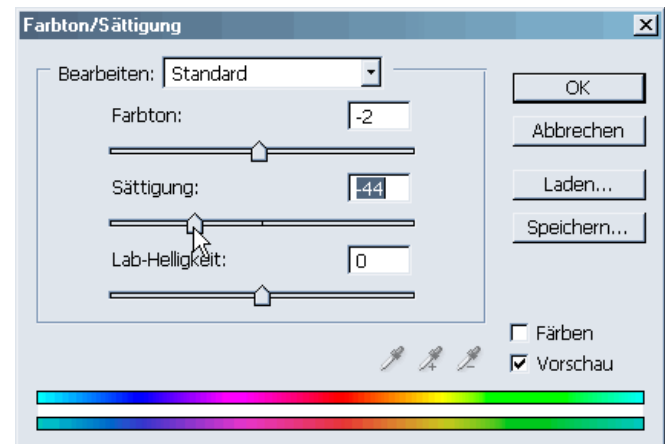 Farbton/Sättigung
Bearbeiten: Standard
OK
Farbton: -2
Abbrechen
Sättigung: -44
Laden...
Speichern...
Lab-Helligkeit: 0
Färben
Vorschau